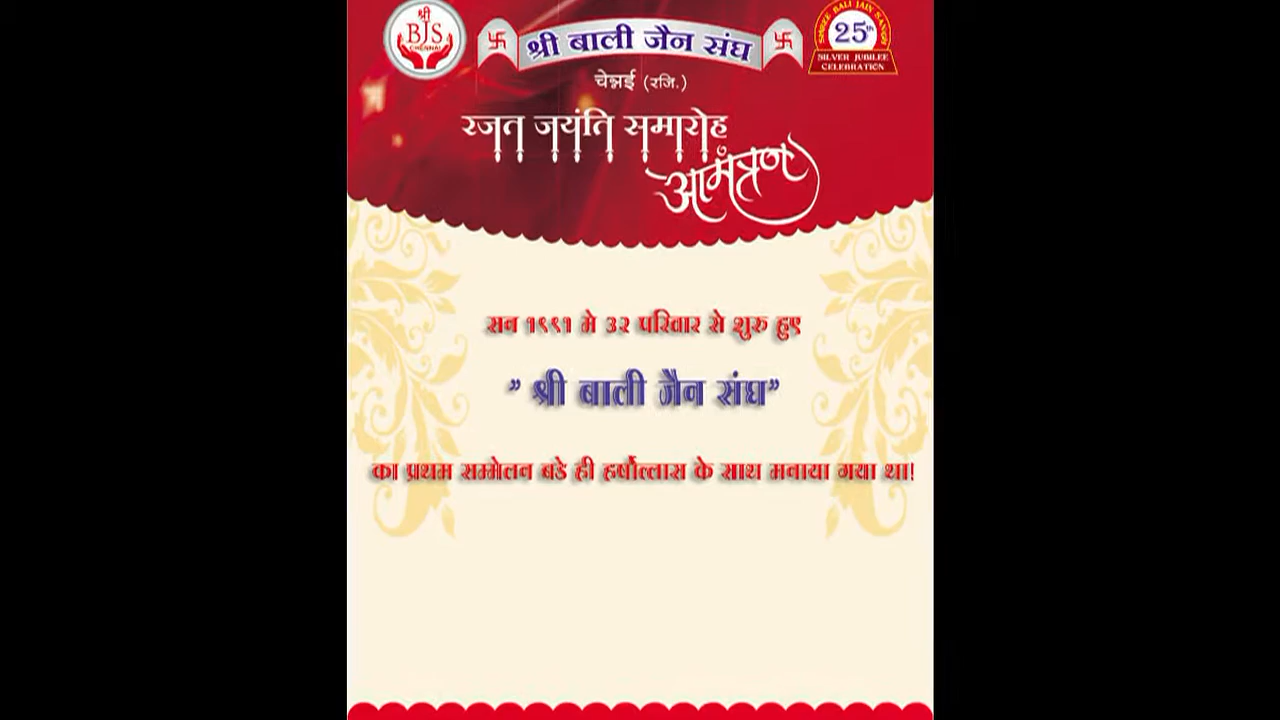 श्री
BJS
CHENNAI
श्री बाली जैन संघ
SHREE BALI JAIN SANGH
25th
SILVER JUBILEE
CELEBRATION
चेन्नई (रजि.)
रजत जयंति समारोह
आमंत्रण
सन १९९१ मे ३२ परिवार से शुरु हुए
” श्री बाली जैन संघ”
का प्रथम सम्मेलन बडे ही हर्षोल्लास के साथ मनाया गया था!